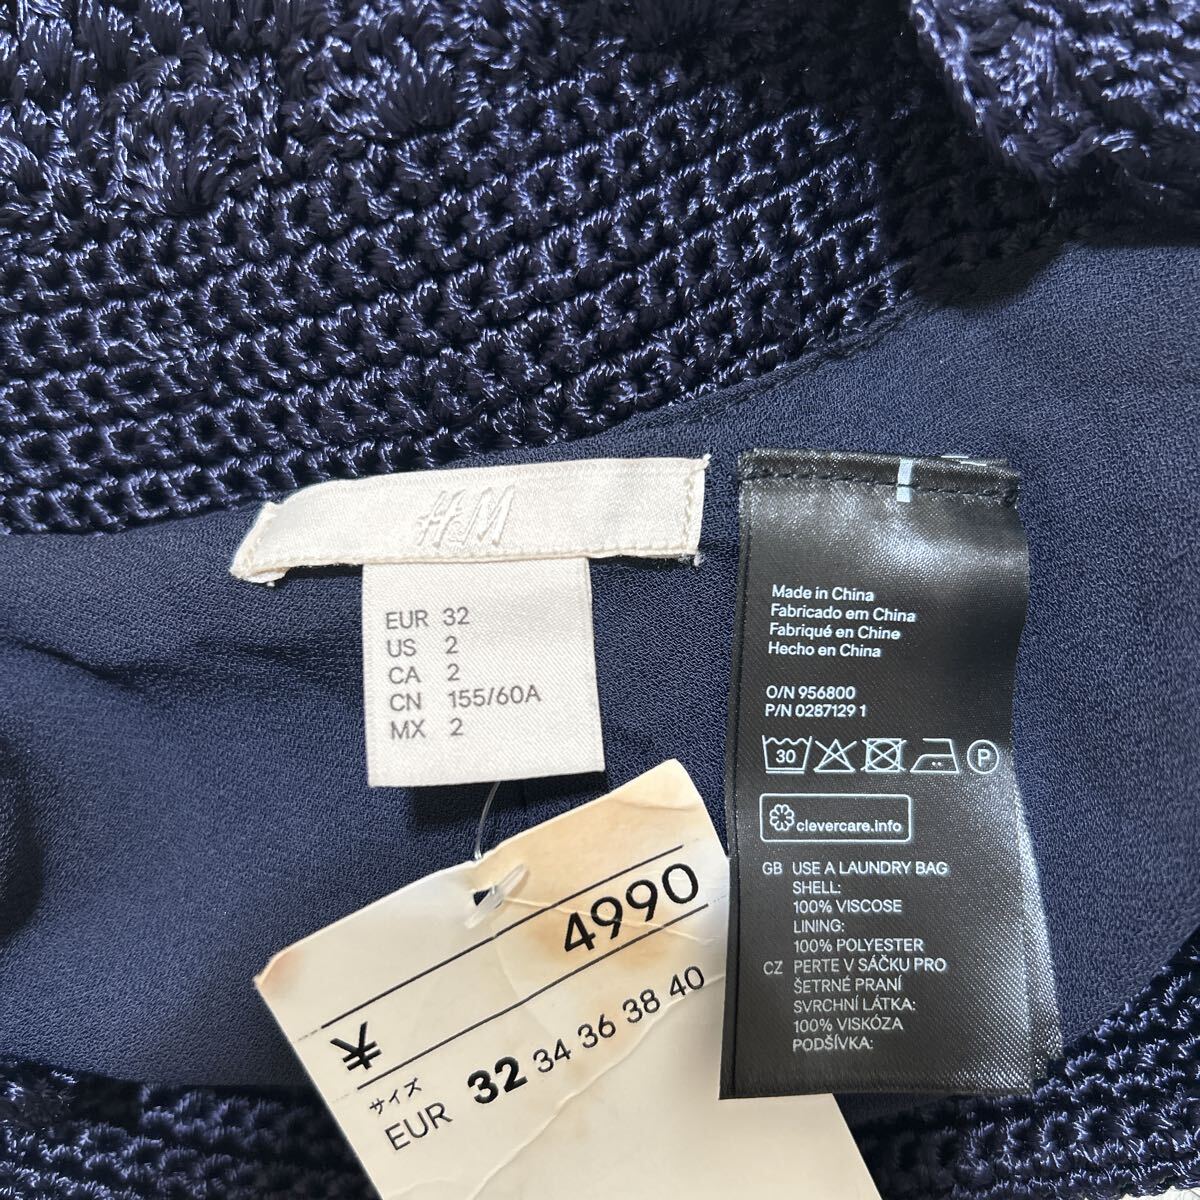 H&M
EUR 32
US 2
CA 2
CN 155/60A
MX 2
Made in China
Fabricado em China
Fabriqué en Chine
Hecho en China
O/N 956800
P/N 0287129 1
30
P
clevercare.info
GB USE A LAUNDRY BAG
SHELL:
100% VISCOSE
LINING:
100% POLYESTER
CZ PERTE V SÁČKU PRO
ŠETRNÉ PRANÍ
SVRCHNÍ LÁTKA:
100% VISKÓZA
PODŠÍVKA:
¥ 4990
サイズ
EUR 32 34 36 38 40